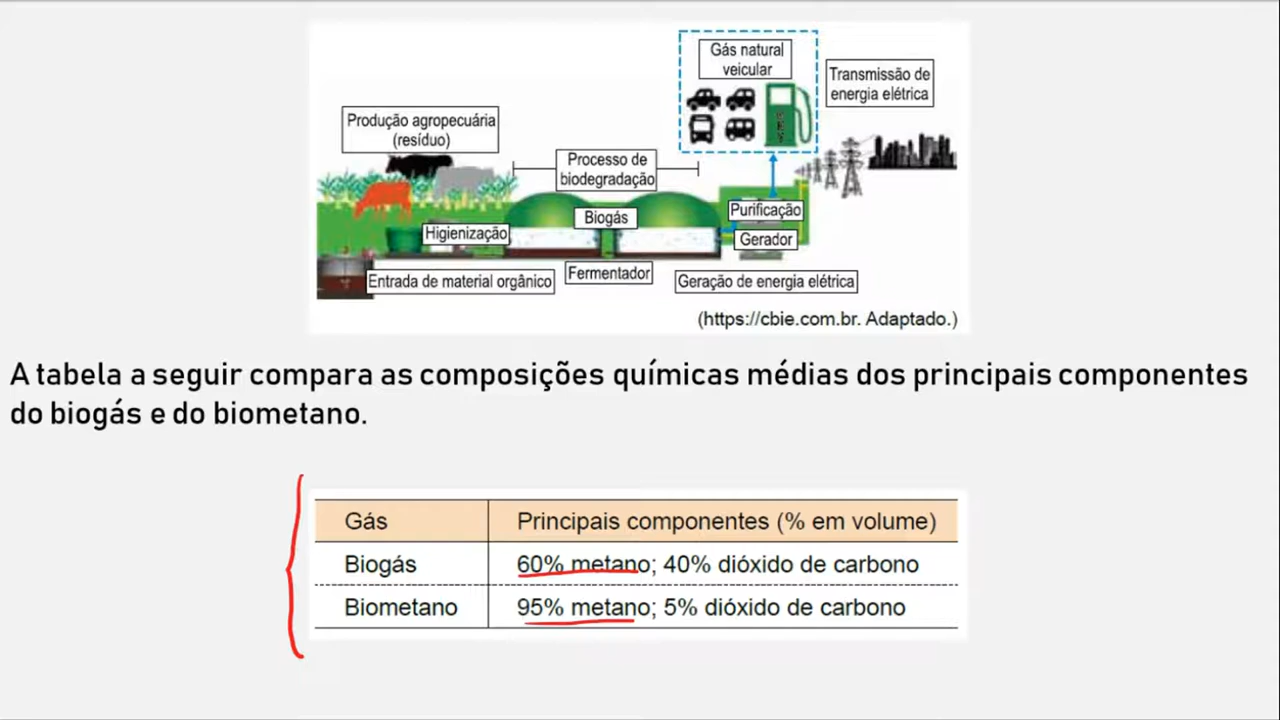 Gás natural
veicular
Transmissão de
energia elétrica
Produção agropecuária
(resíduo)
Processo de
biodegradação
Biogás
Purificação
Higienização
Gerador
Entrada de material orgânico
Fermentador
Geração de energia elétrica
(https://cbie.com.br. Adaptado.)
A tabela a seguir compara as composições químicas médias dos principais componentes
do biogás e do biometano.
Gás Principais componentes (% em volume)
Biogás 60% metano; 40% dióxido de carbono
Biometano 95% metano; 5% dióxido de carbono